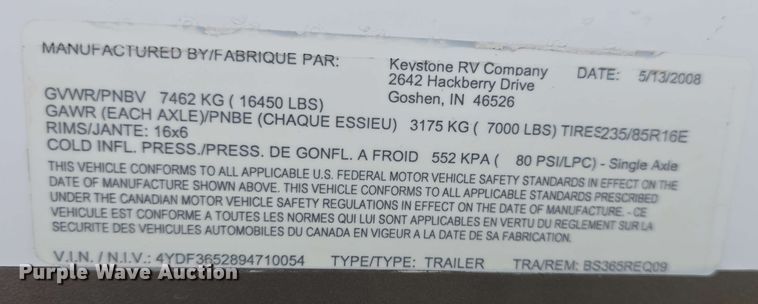 MANUFACTURED BY/FABRIQUE PAR: Keystone RV Company DATE: 5/13/2008
2642 Hackberry Drive
Goshen, IN 46526
GVWR/PNBV 7462 KG ( 16450 LBS)
GAWR (EACH AXLE)/PNBE (CHAQUE ESSIEU) 3175 KG ( 7000 LBS) TIRES235/85R16E
RIMS/JANTE: 16x6
COLD INFL. PRESS./PRESS. DE GONFL. A FROID 552 KPA ( 80 PSI/LPC) - Single Axle
THIS VEHICLE CONFORMS TO ALL APPLICABLE U.S. FEDERAL MOTOR VEHICLE SAFETY STANDARDS IN EFFECT ON THE
DATE OF MANUFACTURE SHOWN ABOVE. THIS VEHICLE CONFORMS TO ALL APPLICABLE STANDARDS PRESCRIBED
UNDER THE CANADIAN MOTOR VEHICLE SAFETY REGULATIONS IN EFFECT ON THE DATE OF MANUFACTURE. - CE
VEHICULE EST CONFORME A TOUTES LES NORMES QUI LUI SONT APPLICABLES EN VERTU DU REGLEMENT SUR LA
SECURITE DES VEHICULES AUTOMOBILES DU CANADA EN VIGEUR A LA DATE DE SA FABRICATION.
V.I.N. / N.I.V.: 4YDF3652894710054 TYPE/TYPE: TRAILER TRA/REM: BS365REQ09
Purple Wave Auction